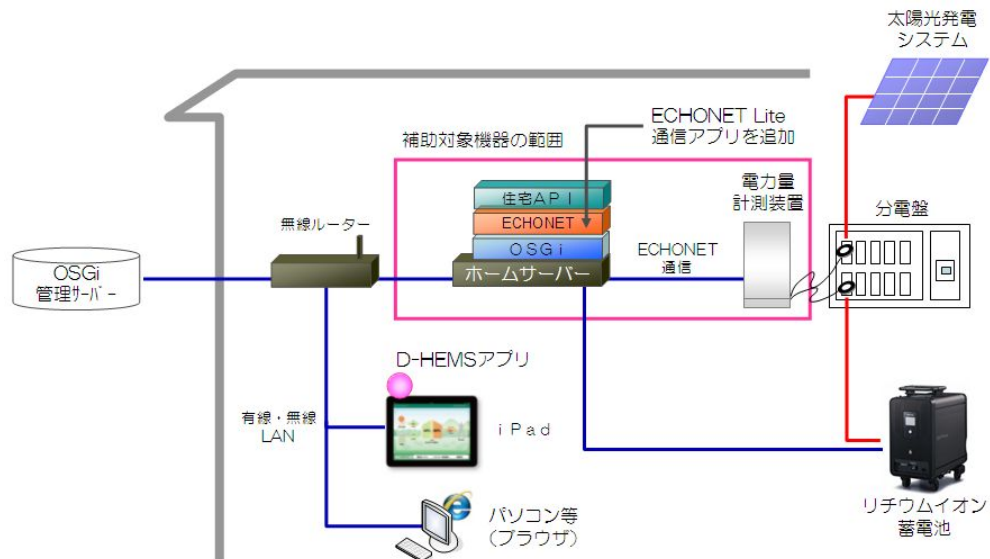 太陽光発電
システム
ECHONET Lite
通信アプリを追加
補助対象機器の範囲
電力量
計測装置
分電盤
住宅ＡＰＩ
ECHONET
ＯＳＧｉ
ホームサーバー
無線ルーター
ECHONET
通信
OSGi
管理ｻｰﾊﾞｰ
D-HEMSアプリ
有線・無線
LAN
ｉＰａｄ
リチウムイオン
蓄電池
パソコン等
（ブラウザ）